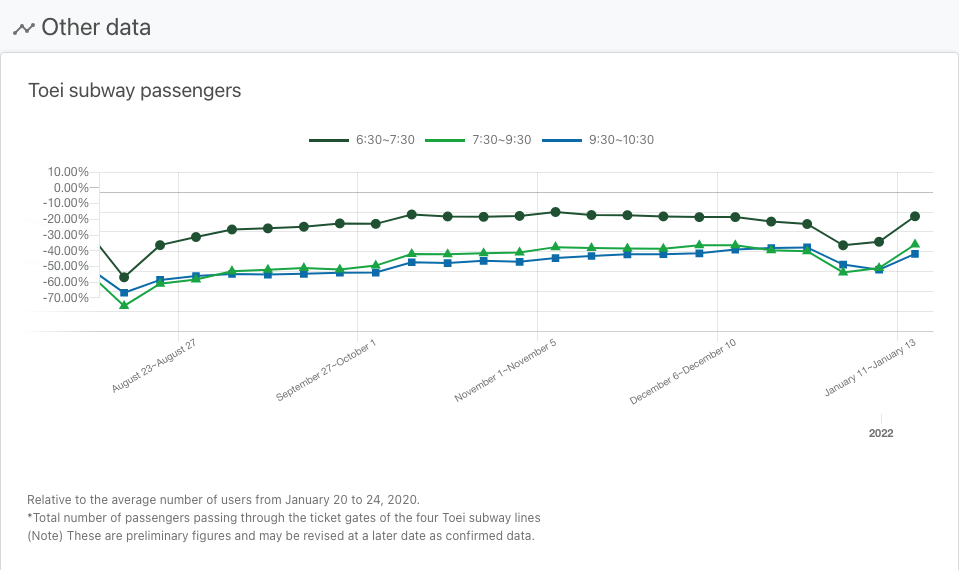 Other data
Toei subway passengers
6:30~7:30 7:30~9:30 9:30~10:30
10.00%
0.00%
-10.00%
-20.00%
-30.00%
-40.00%
-50.00%
-60.00%
-70.00%
August 23~August 27
September 27~October 1
November 1~November 5
December 6~December 10
January 11~January 13
2022
Relative to the average number of users from January 20 to 24, 2020.
*Total number of passengers passing through the ticket gates of the four Toei subway lines
(Note) These are preliminary figures and may be revised at a later date as confirmed data.